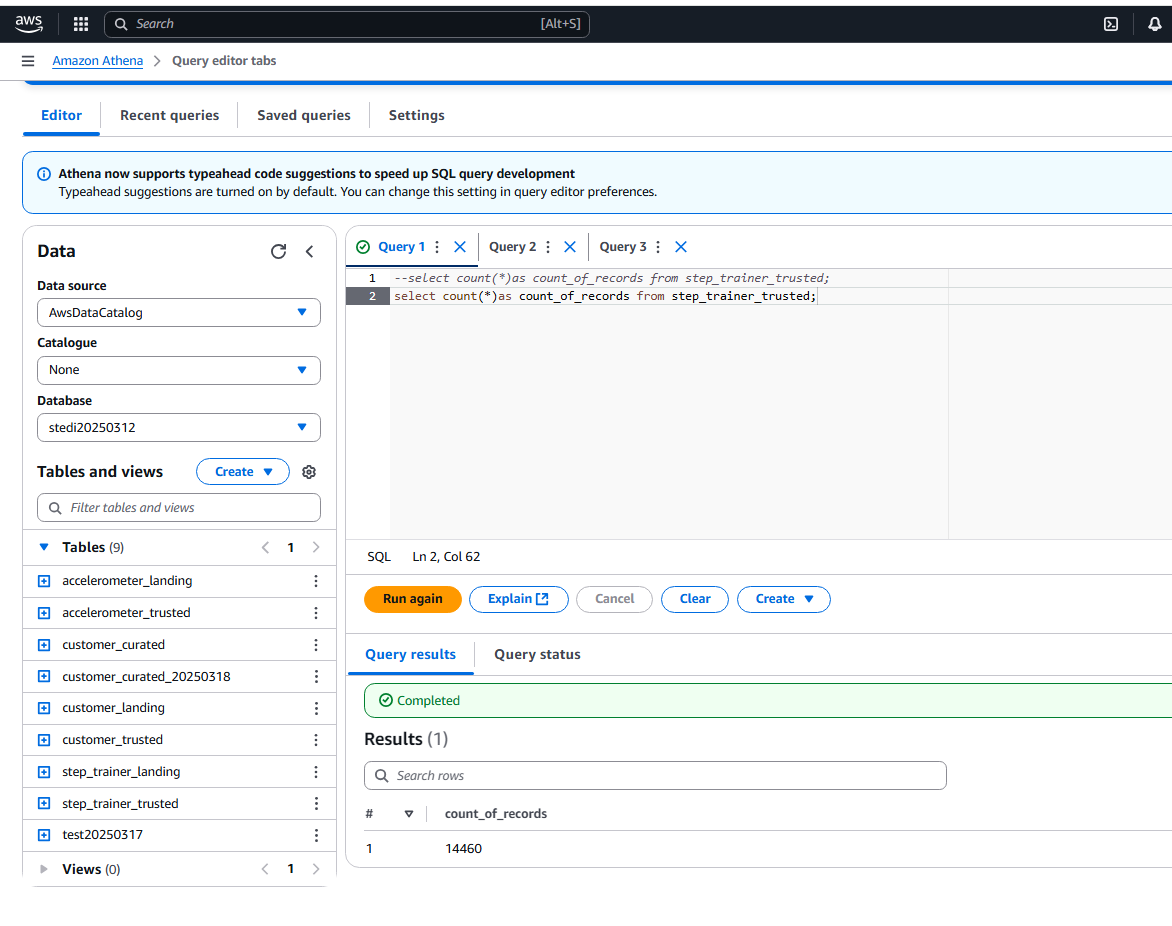 aws
Search [Alt+S]
Amazon Athena > Query editor tabs
Editor Recent queries Saved queries Settings
Athena now supports typeahead code suggestions to speed up SQL query development
Typeahead suggestions are turned on by default. You can change this setting in query editor preferences.
Data
Data source
AwsDataCatalog
Catalogue
None
Database
stedi20250312
Tables and views Create
Filter tables and views
Tables (9) < 1 >
accelerometer_landing
accelerometer_trusted
customer_curated
customer_curated_20250318
customer_landing
customer_trusted
step_trainer_landing
step_trainer_trusted
test20250317
Views (0) < 1 >
Query 1 Query 2 Query 3
1 --select count(*)as count_of_records from step_trainer_trusted;
2 select count(*)as count_of_records from step_trainer_trusted;
SQL Ln 2, Col 62
Run again Explain Cancel Clear Create
Query results Query status
Completed
Results (1)
Search rows
# count_of_records
1 14460